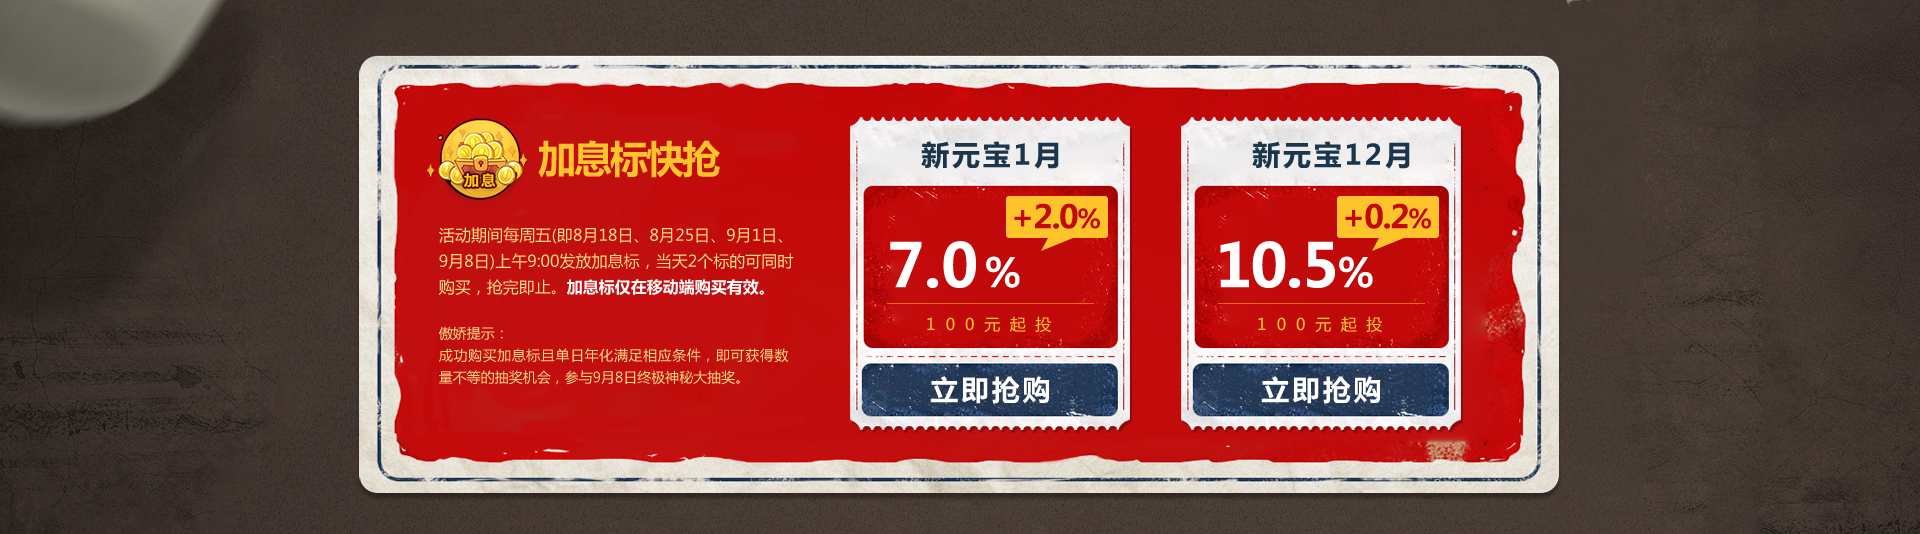 加息
加息标快抢
活动期间每周五(即8月18日、8月25日、9月1日、
9月8日)上午9:00发放加息标，当天2个标的可同时
购买，抢完即止。加息标仅在移动端购买有效。
傲娇提示：
成功购买加息标且单日年化满足相应条件，即可获得数
量不等的抽奖机会，参与9月8日终极神秘大抽奖。
新元宝1月
+2.0%
7.0%
100元起投
立即抢购
新元宝12月
+0.2%
10.5%
100元起投
立即抢购